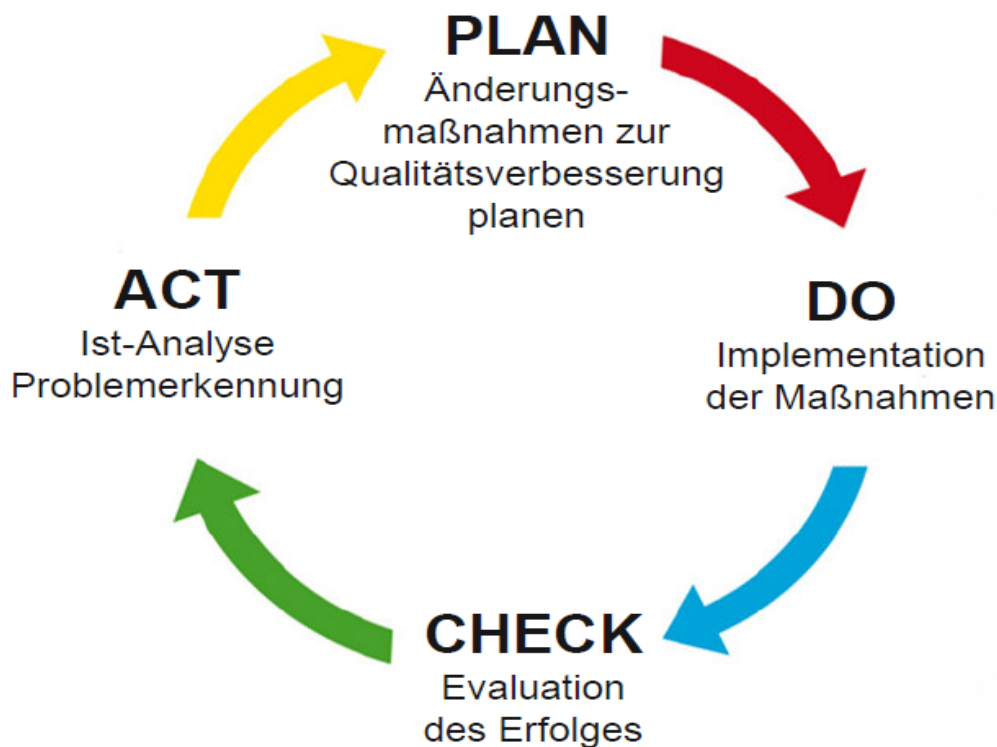 PLAN
Änderungs-
maßnahmen zur
Qualitätsverbesserung
planen
DO
Implementation
der Maßnahmen
CHECK
Evaluation
des Erfolges
ACT
Ist-Analyse
Problemerkennung